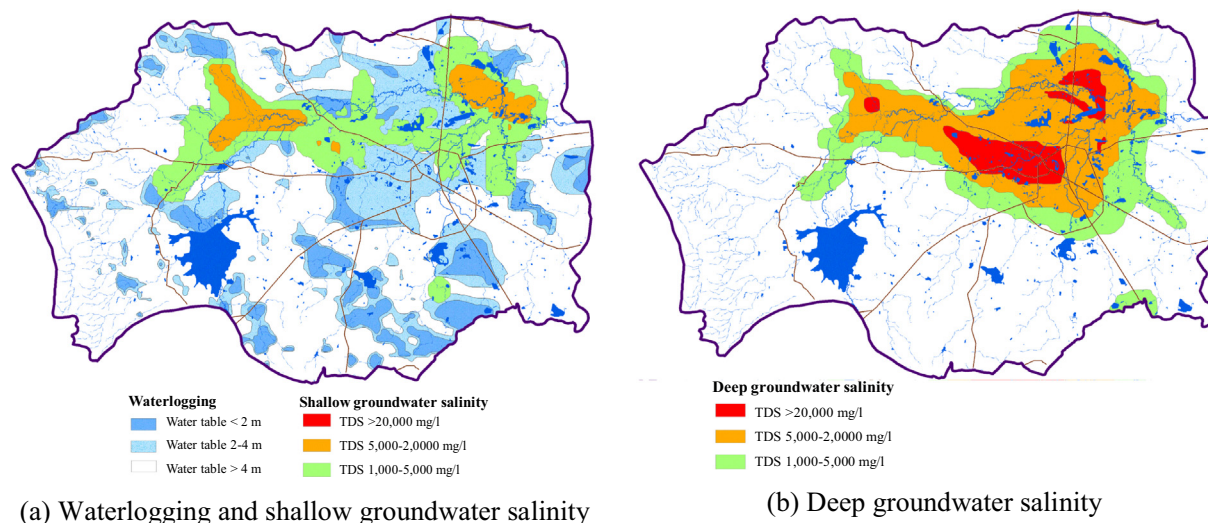 Waterlogging
Water table < 2 m
Water table 2-4 m
Water table > 4 m
Shallow groundwater salinity
TDS >20,000 mg/l
TDS 5,000-2,0000 mg/l
TDS 1,000-5,000 mg/l
(a) Waterlogging and shallow groundwater salinity
Deep groundwater salinity
TDS >20,000 mg/l
TDS 5,000-2,0000 mg/l
TDS 1,000-5,000 mg/l
(b) Deep groundwater salinity